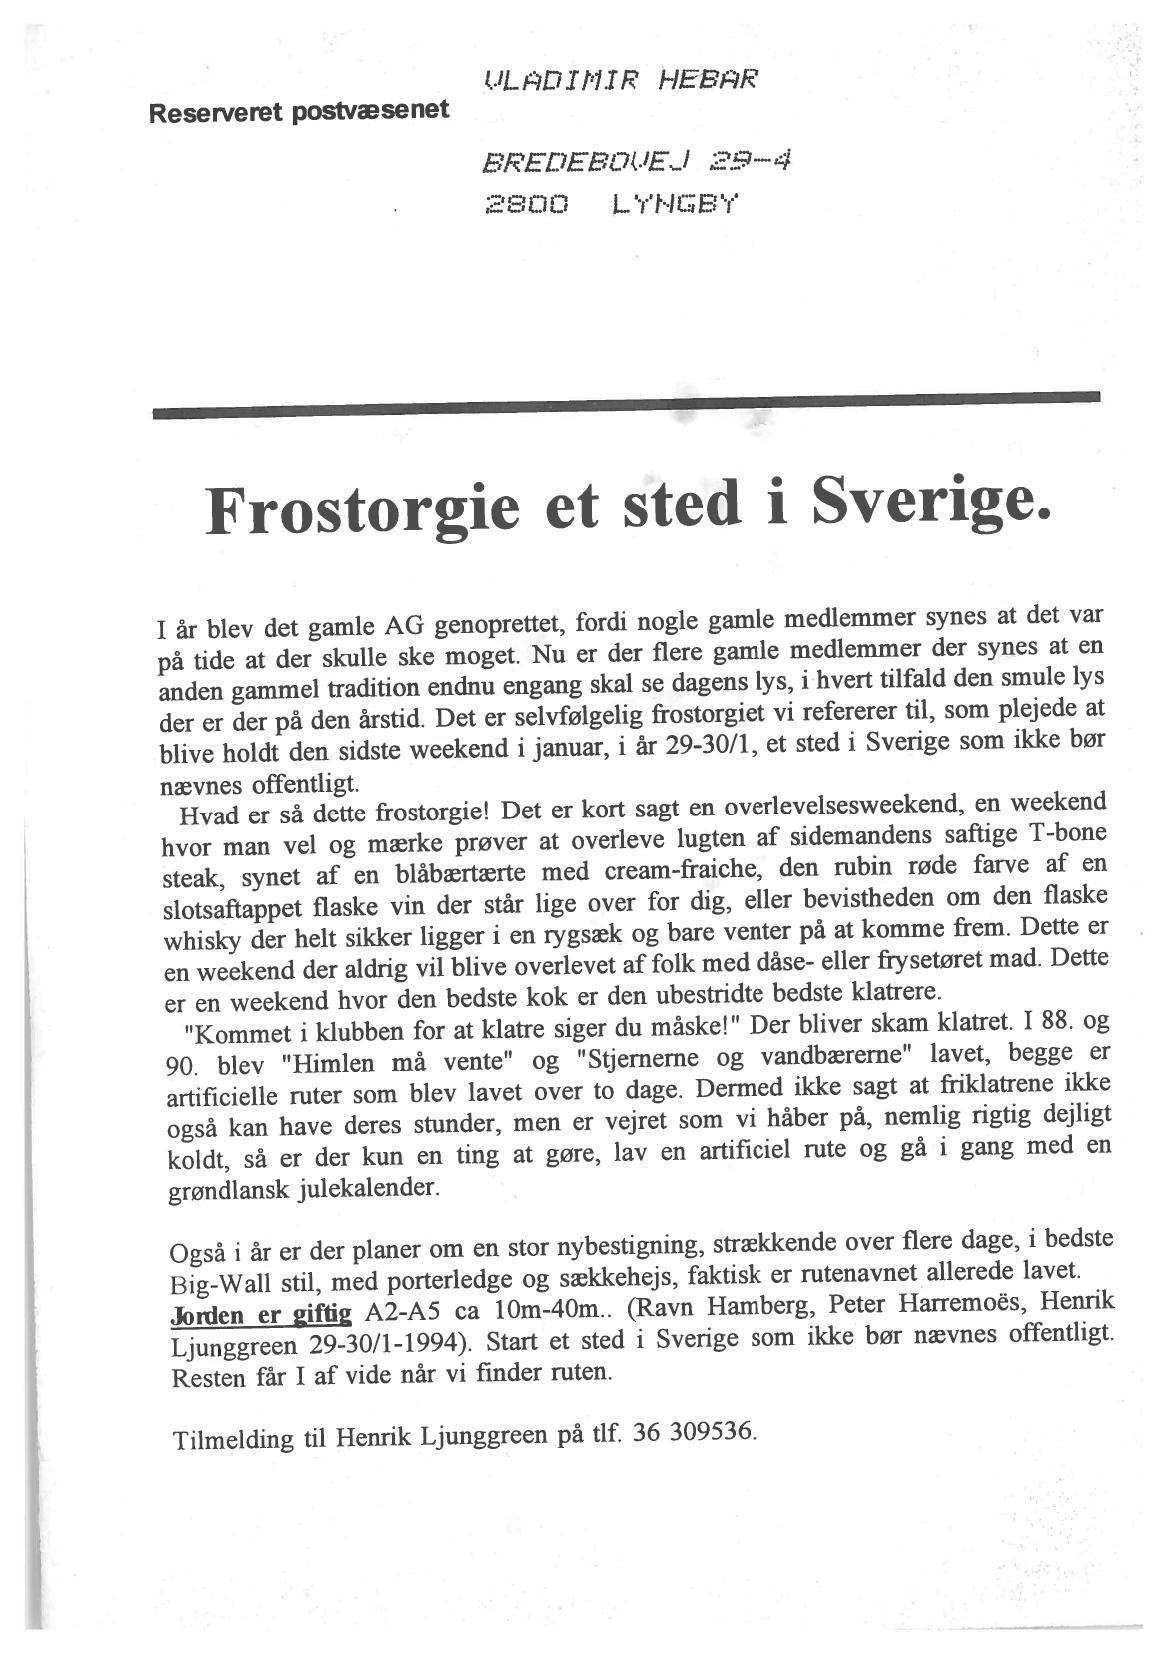 VLADIMIR HEBAR
Reserveret postvæsenet
BREDEBOVEJ 29-4
2800 LYNGBY
Frostorgie et sted i Sverige.
I år blev det gamle AG genoprettet, fordi nogle gamle medlemmer synes at det var
på tide at der skulle ske moget. Nu er der flere gamle medlemmer der synes at en
anden gammel tradition endnu engang skal se dagens lys, i hvert tilfald den smule lys
der er der på den årstid. Det er selvfølgelig frostorgiet vi refererer til, som plejede at
blive holdt den sidste weekend i januar, i år 29-30/1, et sted i Sverige som ikke bør
nævnes offentligt.
Hvad er så dette frostorgie! Det er kort sagt en overlevelsesweekend, en weekend
hvor man vel og mærke prøver at overleve lugten af sidemandens saftige T-bone
steak, synet af en blåbærtærte med cream-fraiche, den rubin røde farve af en
slotsaftappet flaske vin der står lige over for dig, eller bevistheden om den flaske
whisky der helt sikker ligger i en rygsæk og bare venter på at komme frem. Dette er
en weekend der aldrig vil blive overlevet af folk med dåse- eller frysetøret mad. Dette
er en weekend hvor den bedste kok er den ubestridte bedste klatrere.
"Kommet i klubben for at klatre siger du måske!" Der bliver skam klatret. I 88. og
90. blev "Himlen må vente" og "Stjernerne og vandbærerne" lavet, begge er
artificielle ruter som blev lavet over to dage. Dermed ikke sagt at friklatrene ikke
også kan have deres stunder, men er vejret som vi håber på, nemlig rigtig dejligt
koldt, så er der kun en ting at gøre, lav en artificiel rute og gå i gang med en
grøndlansk julekalender.
Også i år er der planer om en stor nybestigning, strækkende over flere dage, i bedste
Big-Wall stil, med porterledge og sækkehejs, faktisk er rutenavnet allerede lavet.
Jorden er giftig A2-A5 ca 10m-40m.. (Ravn Hamberg, Peter Harremoës, Henrik
Ljunggreen 29-30/1-1994). Start et sted i Sverige som ikke bør nævnes offentligt.
Resten får I af vide når vi finder ruten.
Tilmelding til Henrik Ljunggreen på tlf. 36 309536.